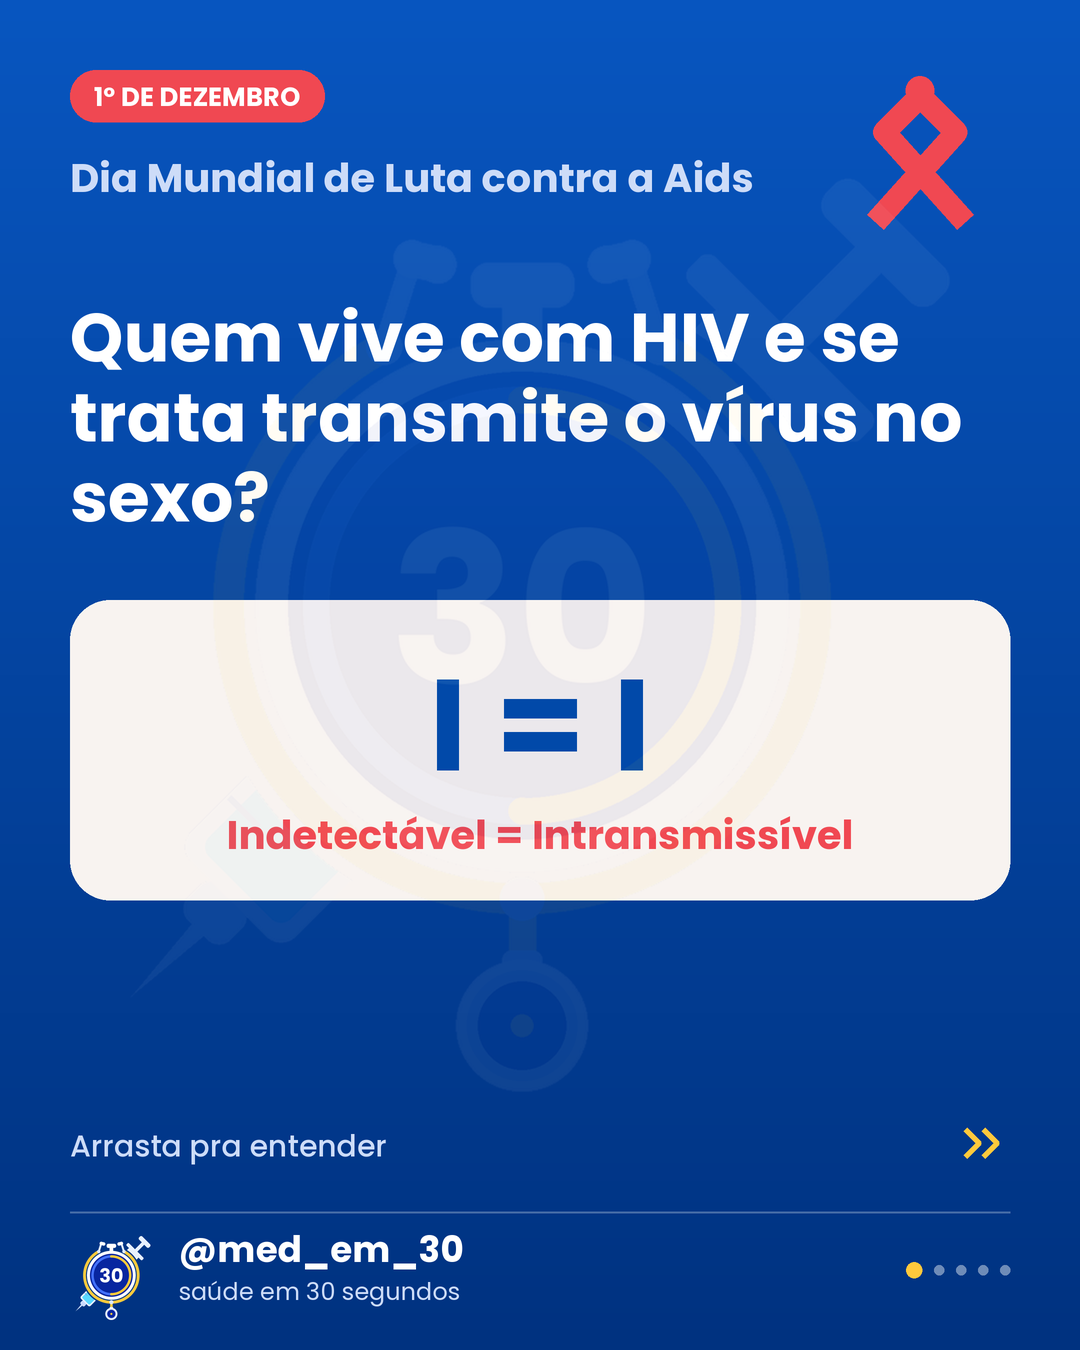 1º DE DEZEMBRO
Dia Mundial de Luta contra a Aids
Quem vive com HIV e se
trata transmite o vírus no
sexo?
30
I = I
Indetectável = Intransmissível
Arrasta pra entender
@med_em_30
30
saúde em 30 segundos